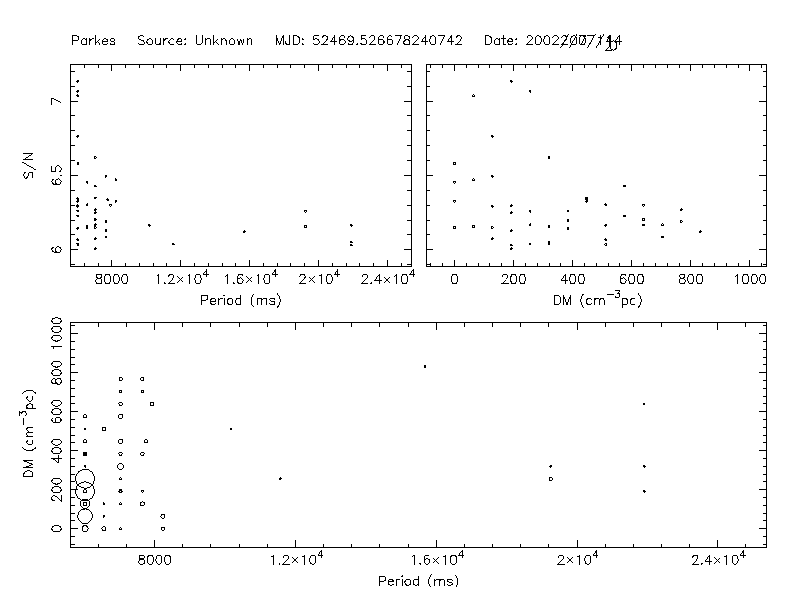 Parkes Source: Unknown MJD: 52469.526678240742 Date:
S/N
7
6.5
6
8000 1.2×10⁴ 1.6×10⁴ 2×10⁴ 2.4×10⁴
Period (ms)
0 200 400 600 800 1000
DM (cm⁻³pc)
DM (cm⁻³pc)
1000
800
600
400
200
0
8000 1.2×10⁴ 1.6×10⁴ 2×10⁴ 2.4×10⁴
Period (ms)